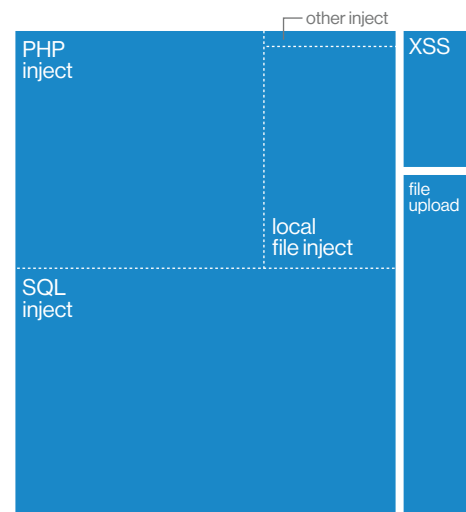 other inject
PHP
inject
XSS
file
upload
local
file inject
SQL
inject